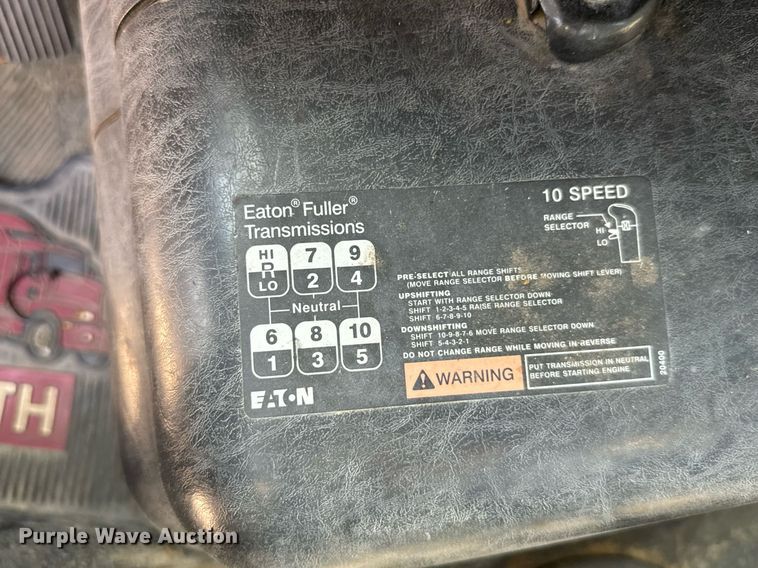 Eaton® Fuller®
Transmissions
10 SPEED
RANGE
SELECTOR
HI
LO
HI
R
LO
7
2
9
4
Neutral
6
1
8
3
10
5
PRE-SELECT ALL RANGE SHIFTS
(MOVE RANGE SELECTOR BEFORE MOVING SHIFT LEVER)
UPSHIFTING
START WITH RANGE SELECTOR DOWN
SHIFT 1-2-3-4-5 RAISE RANGE SELECTOR
SHIFT 6-7-8-9-10
DOWNSHIFTING
SHIFT 10-9-8-7-6 MOVE RANGE SELECTOR DOWN
SHIFT 5-4-3-2-1
DO NOT CHANGE RANGE WHILE MOVING IN REVERSE
WARNING
PUT TRANSMISSION IN NEUTRAL
BEFORE STARTING ENGINE
20400
EATON
TH
Purple Wave Auction